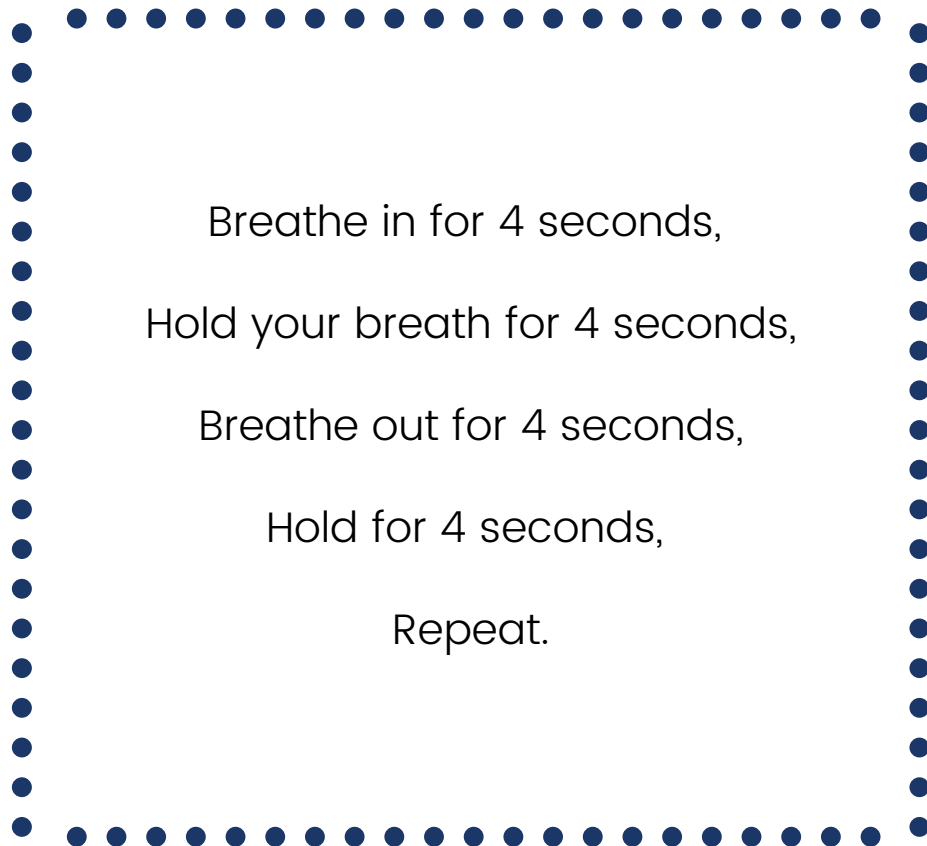 Breathe in for 4 seconds,
Hold your breath for 4 seconds,
Breathe out for 4 seconds,
Hold for 4 seconds,
Repeat.